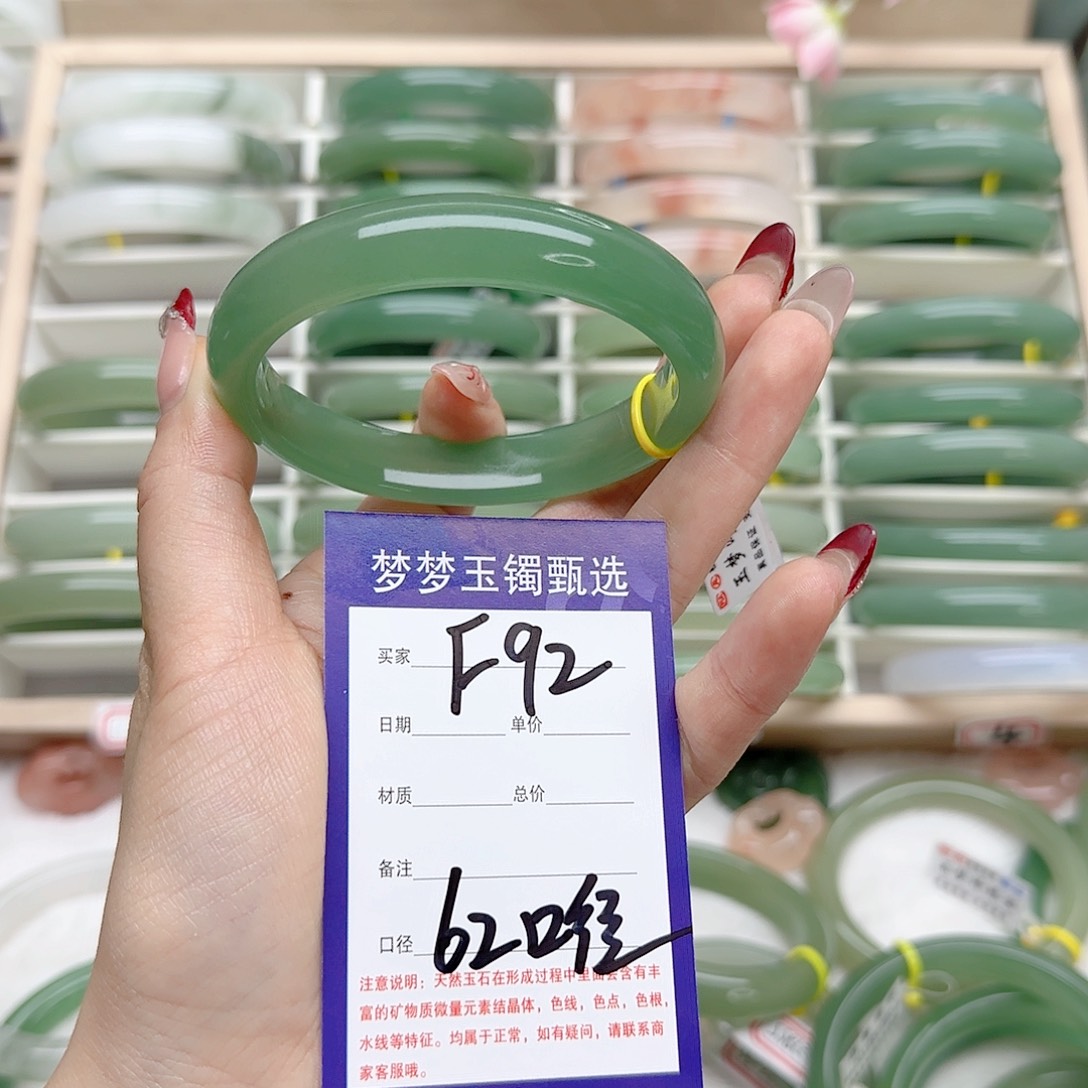 梦梦玉镯甄选
买家 F92
日期 单价
材质 总价
备注
口径 62口径
注意说明：天然玉石在形成过程中里面会含有丰
富的矿物质微量元素结晶体，色线，色点，色根，
水线等特征。均属于正常，如有疑问，请联系商
家客服哦。